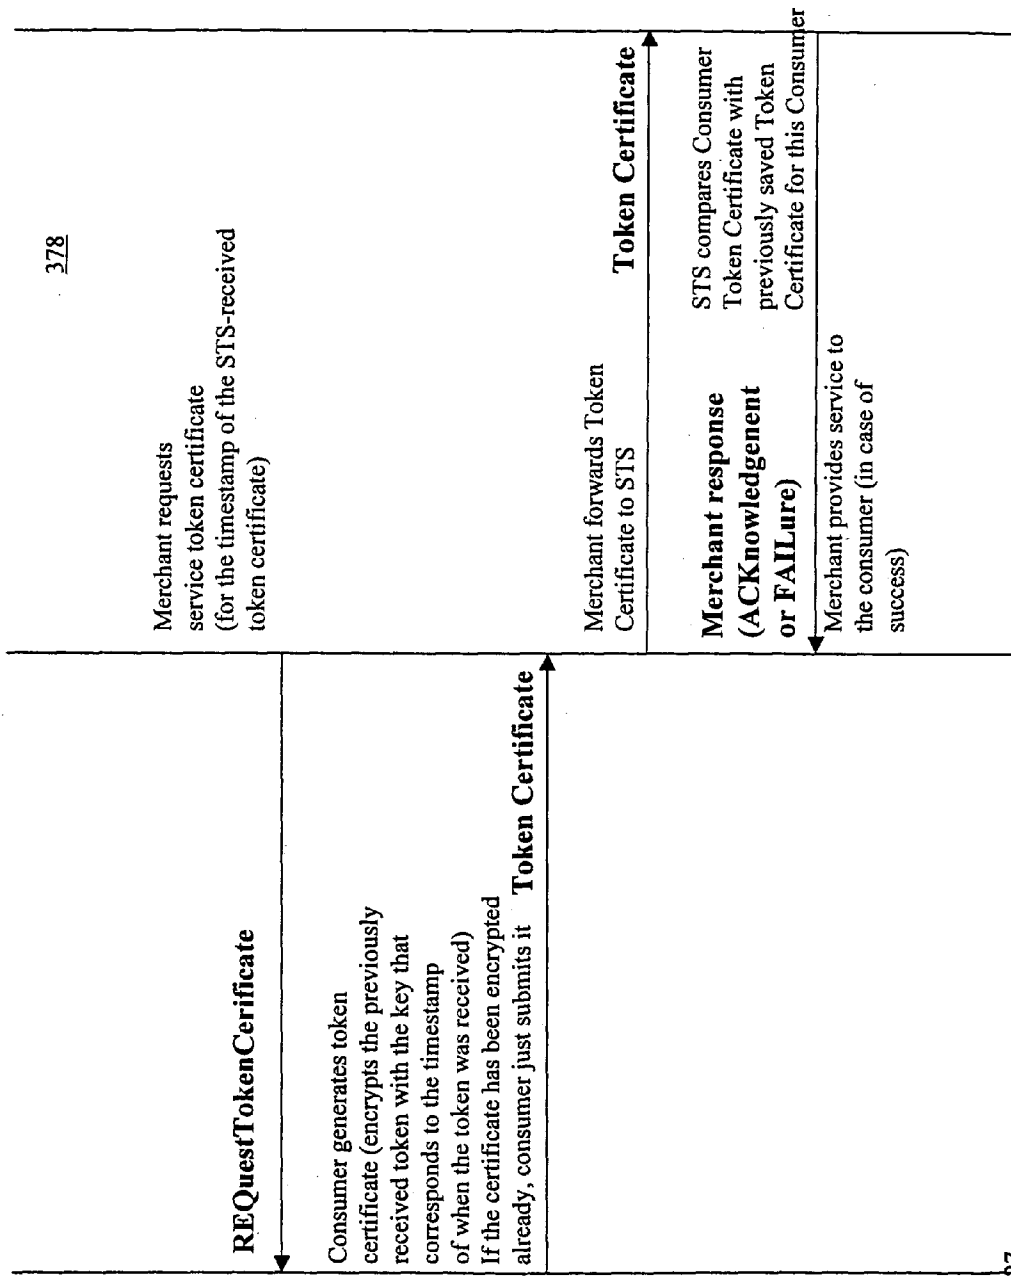 378
Merchant requests
service token certificate
(for the timestamp of the STS-received
token certificate)
REQuestTokenCerificate
Consumer generates token
certificate (encrypts the previously
received token with the key that
corresponds to the timestamp
of when the token was received)
If the certificate has been encrypted
already, consumer just submits it
Token Certificate
Merchant forwards Token
Certificate to STS
Token Certificate
STS compares Consumer
Token Certificate with
previously saved Token
Certificate for this Consumer
Merchant response
(ACKnowledgenent
or FAILure)
Merchant provides service to
the consumer (in case of
success)